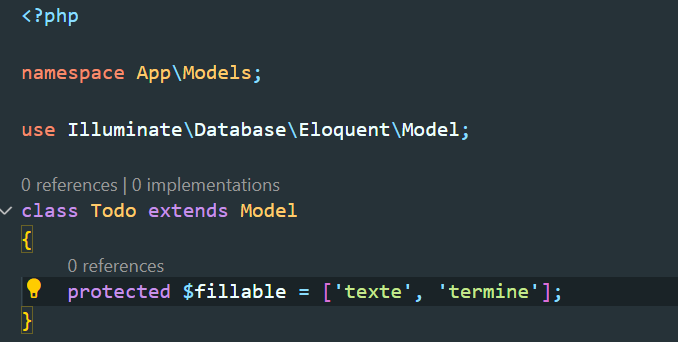 <?php
namespace App\Models;
use Illuminate\Database\Eloquent\Model;
0 references | 0 implementations
class Todo extends Model
{
0 references
protected $fillable = ['texte', 'termine'];
}